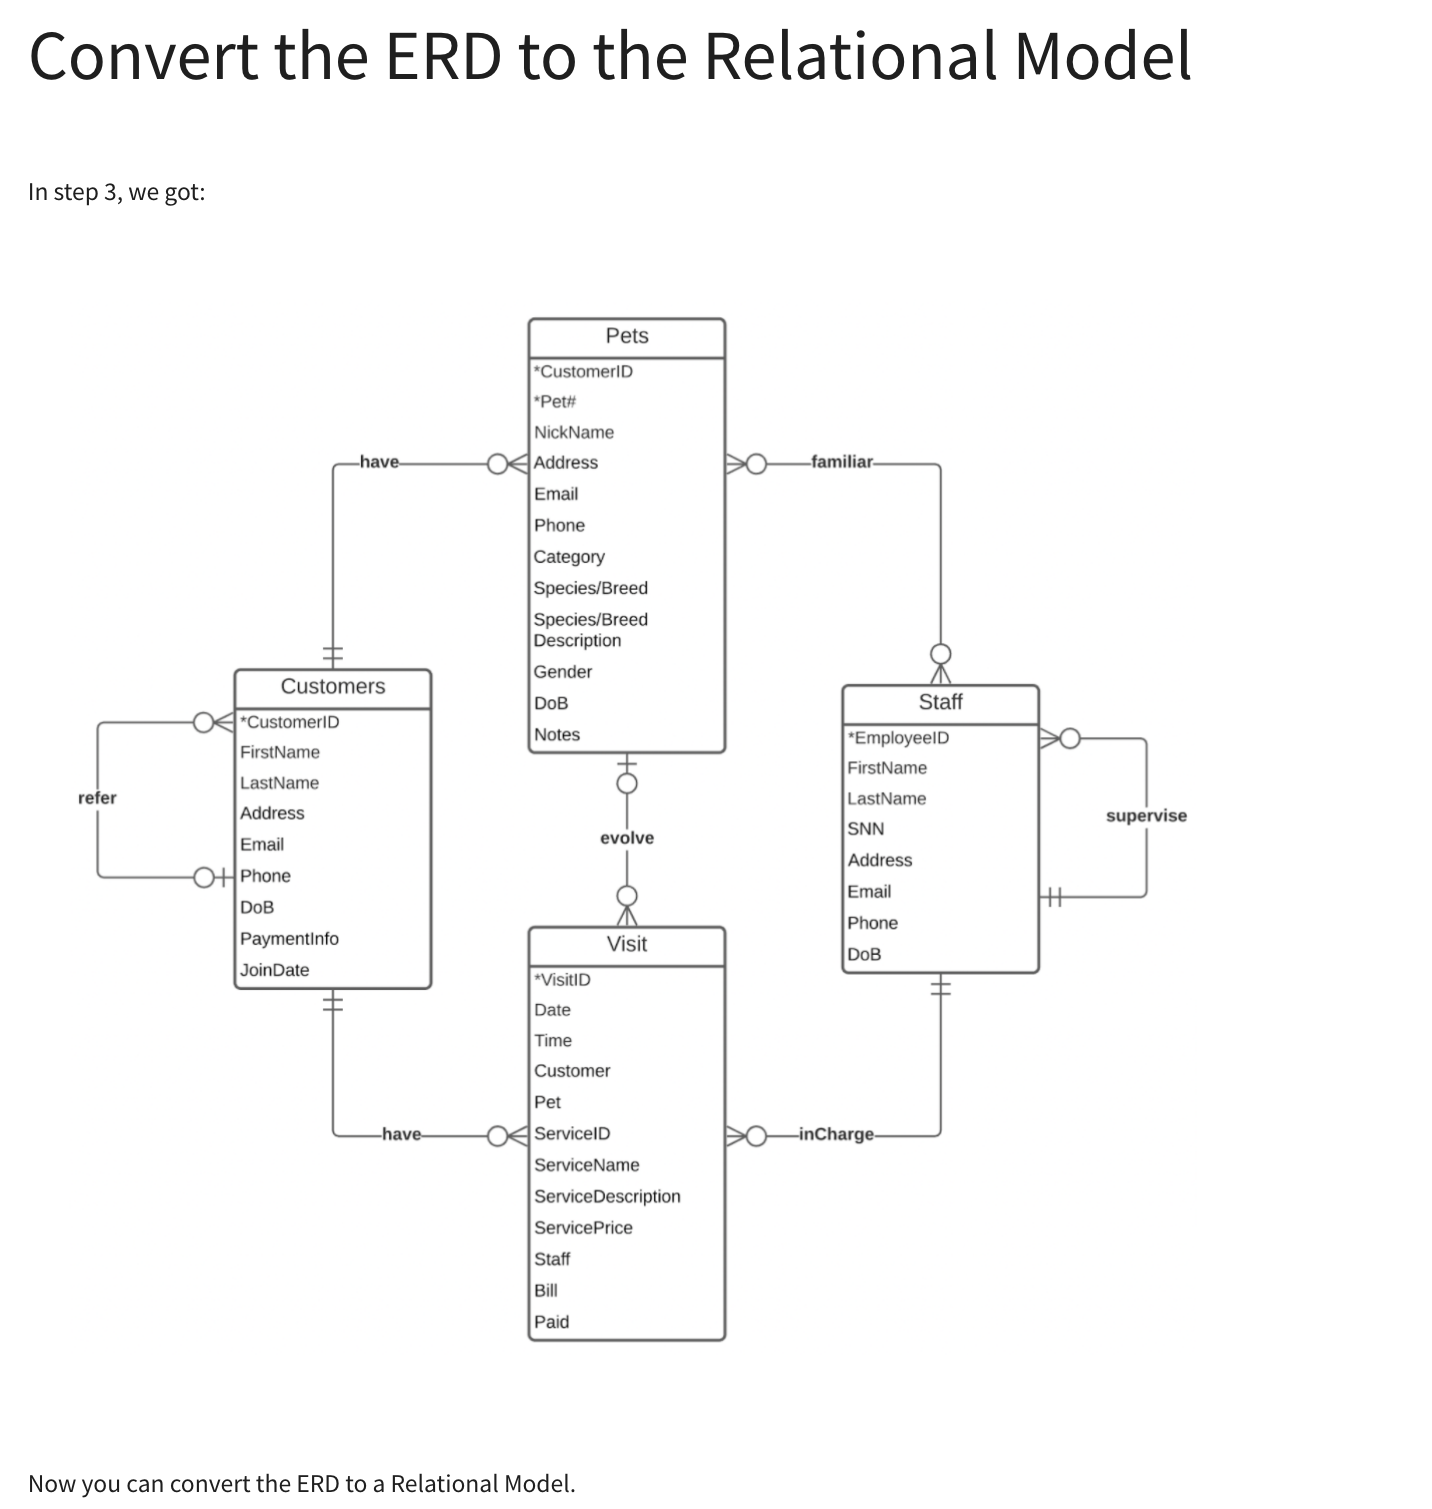 Convert the ERD to the Relational Model
In step 3, we got:
Pets
*CustomerID
*Pet#
NickName
Address
Email
Phone
Category
Species/Breed
Species/Breed
Description
Gender
DoB
Notes
have
familiar
Customers
*CustomerID
FirstName
LastName
Address
Email
Phone
DoB
PaymentInfo
JoinDate
refer
evolve
Staff
*EmployeeID
FirstName
LastName
SNN
Address
Email
Phone
DoB
supervise
Visit
*VisitID
Date
Time
Customer
Pet
ServiceID
ServiceName
ServiceDescription
ServicePrice
Staff
Bill
Paid
have
inCharge
Now you can convert the ERD to a Relational Model.